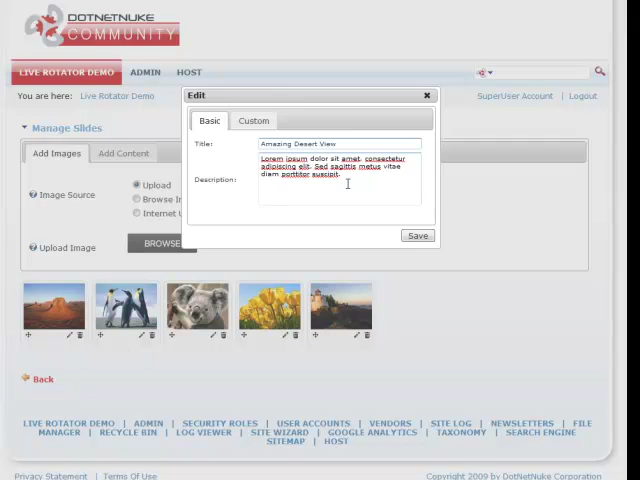 DOTNETNUKE
COMMUNITY
LIVE ROTATOR DEMO ADMIN HOST
You are here: Live Rotator Demo SuperUser Account | Logout
Edit
Basic Custom
Manage Slides
Title: Amazing Desert View
Add Images Add Content
Lorem ipsum dolor sit amet, consectetur
adipiscing elit. Sed sagittis metus vitae
diam porttitor suscipit.
Description:
Image Source Upload
Browse
Internet
Save
Upload Image BROWSE
Back
LIVE ROTATOR DEMO | ADMIN | SECURITY ROLES | USER ACCOUNTS | VENDORS | SITE LOG | NEWSLETTERS | FILE
MANAGER | RECYCLE BIN | LOG VIEWER | SITE WIZARD | GOOGLE ANALYTICS | TAXONOMY | SEARCH ENGINE
SITEMAP | HOST
Privacy Statement | Terms Of Use Copyright 2009 by DotNetNuke Corporation